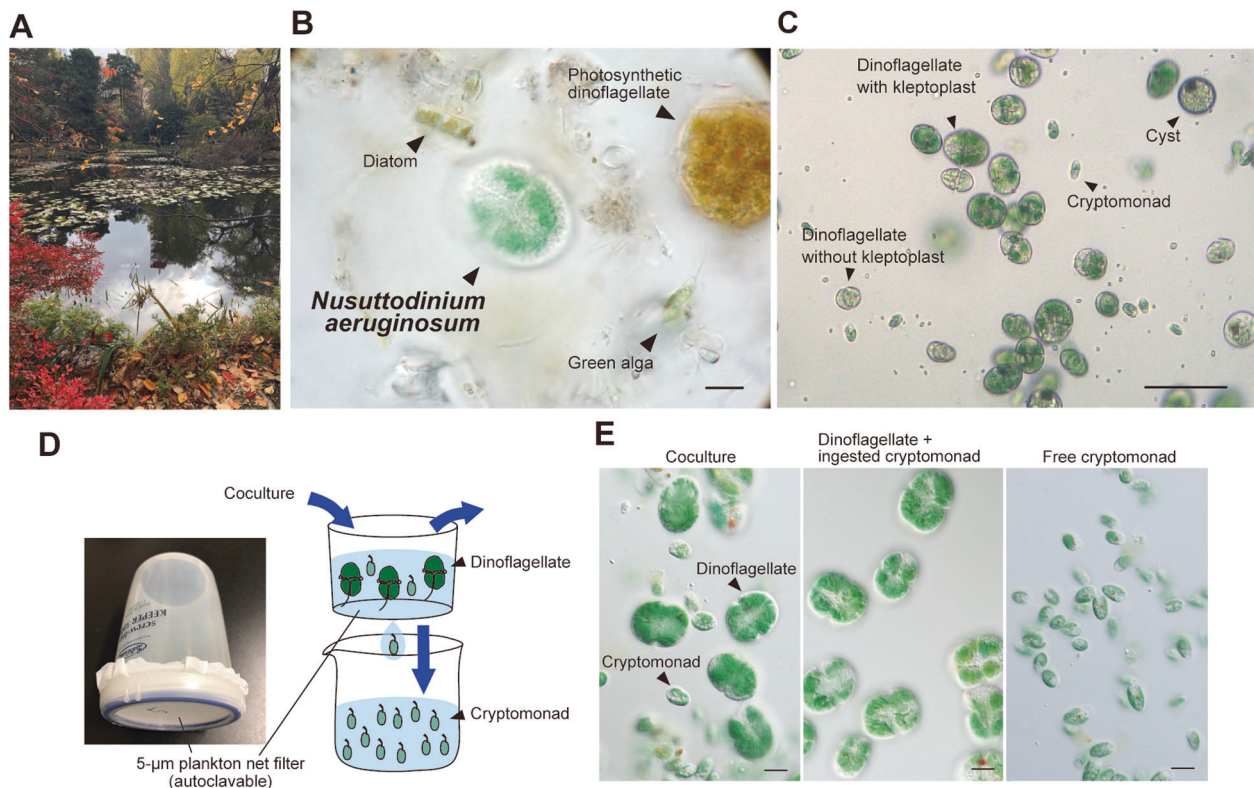 A
B
Photosynthetic
dinoflagellate
Diatom
Nusuttodinium
aeruginosum
Green alga
C
Dinoflagellate
with kleptoplast
Cyst
Cryptomonad
Dinoflagellate
without kleptoplast
D
Coculture
Dinoflagellate
Cryptomonad
KEEPER
5-µm plankton net filter
(autoclavable)
E
Coculture
Dinoflagellate
Cryptomonad
Dinoflagellate +
ingested cryptomonad
Free cryptomonad